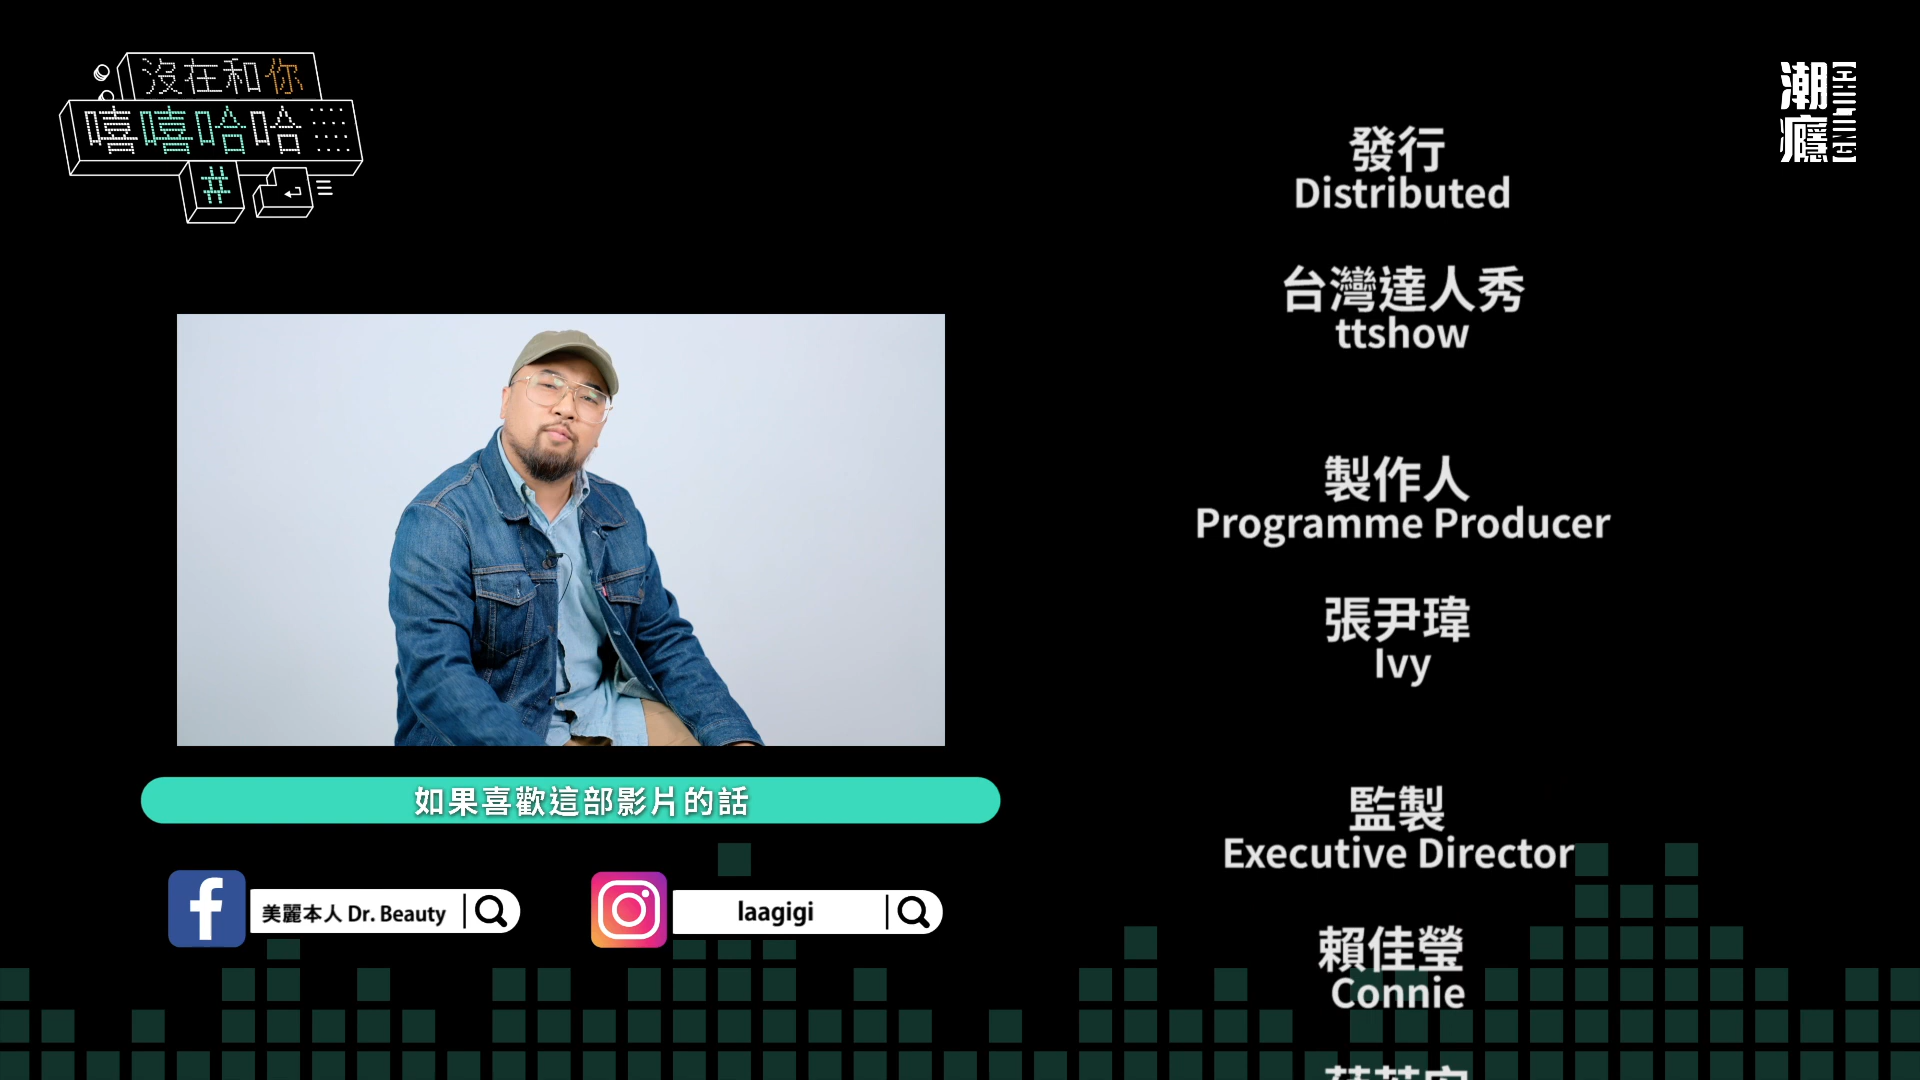 沒在和你
嘻嘻哈哈
#
潮癮
CHILLING
發行
Distributed
台灣達人秀
ttshow
製作人
Programme Producer
張尹瑋
Ivy
監製
Executive Director
賴佳瑩
Connie
如果喜歡這部影片的話
美麗本人 Dr. Beauty
laagigi